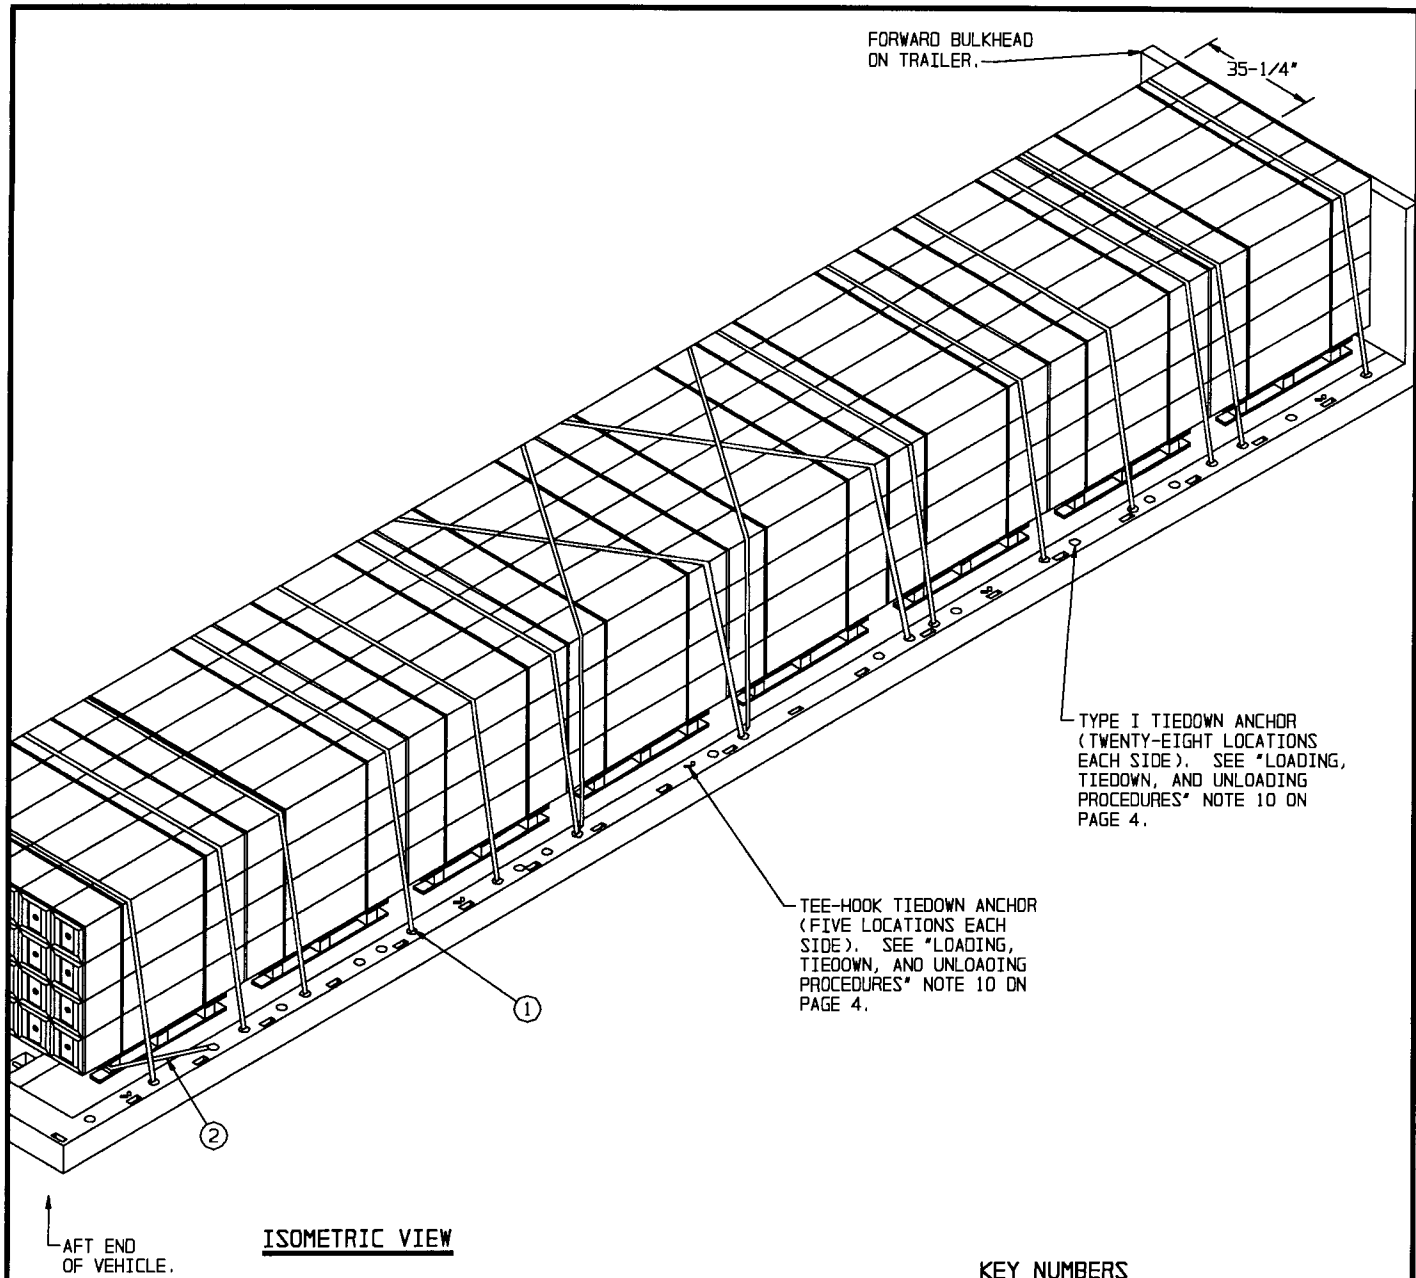 FORWARD BULKHEAD
ON TRAILER.
35-1/4"
TYPE I TIEDOWN ANCHOR
(TWENTY-EIGHT LOCATIONS
EACH SIDE). SEE "LOADING,
TIEDOWN, AND UNLOADING
PROCEDURES" NOTE 10 ON
PAGE 4.
TEE-HOOK TIEDOWN ANCHOR
(FIVE LOCATIONS EACH
SIDE). SEE "LOADING,
TIEDOWN, AND UNLOADING
PROCEDURES" NOTE 10 ON
PAGE 4.
1
2
AFT END
OF VEHICLE.
ISOMETRIC VIEW
KEY NUMBERS